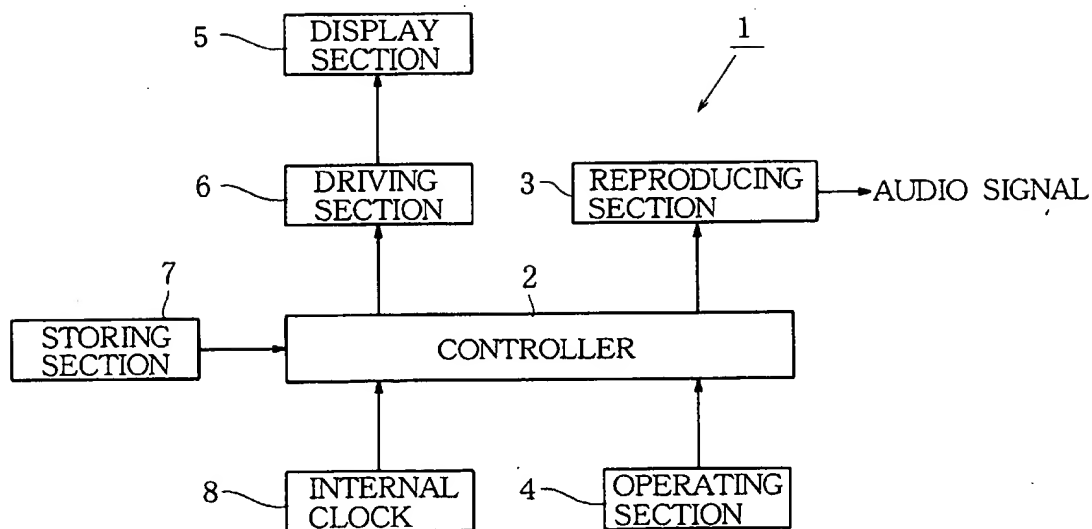 1
5
DISPLAY
SECTION
6
DRIVING
SECTION
3
REPRODUCING
SECTION
AUDIO SIGNAL
7
2
STORING
SECTION
CONTROLLER
8
INTERNAL
CLOCK
4
OPERATING
SECTION